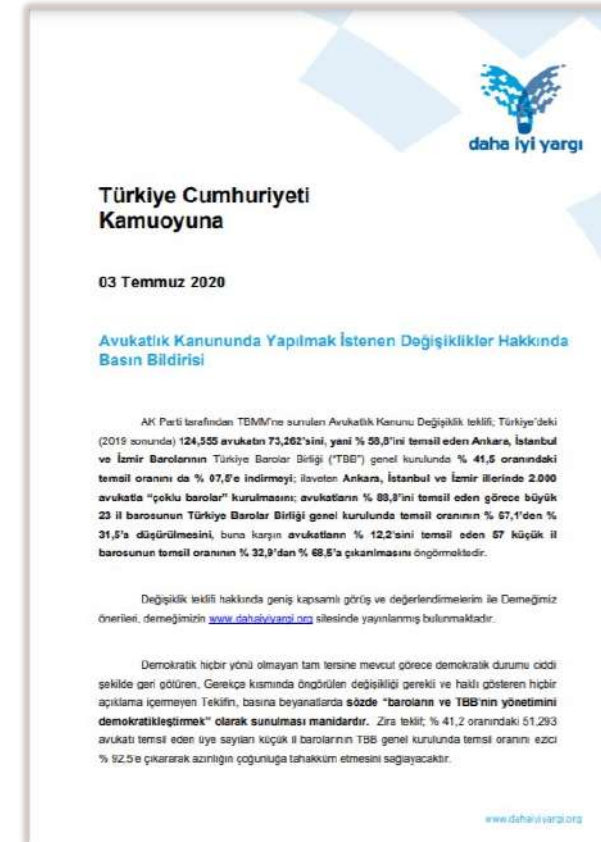 daha iyi yargı
Türkiye Cumhuriyeti
Kamuoyuna
03 Temmuz 2020
Avukatlık Kanununda Yapılmak İstenen Değişiklikler Hakkında
Basın Bildirisi
AK Parti tarafından TBMM'ne sunulan Avukatlık Kanunu Değişiklik teklifi; Türkiye'deki
(2019 sonunda) 124,555 avukatın 73,262'sini, yani % 58,8'ini temsil eden Ankara, İstanbul
ve İzmir Barolarının Türkiye Barolar Birliği ("TBB") genel kurulunda % 41,5 oranındaki
temsil oranını da % 07,5'e indirmeyi; ilaveten Ankara, İstanbul ve İzmir illerinde 2.000
avukatla "çoklu barolar" kurulmasını; avukatların % 88,8'ini temsil eden görece büyük
23 il barosunun Türkiye Barolar Birliği genel kurulunda temsil oranının % 67,1'den %
31,5'a düşürülmesini, buna karşın avukatların % 12,2'sini temsil eden 57 küçük il
barosunun temsil oranının % 32,9'dan % 68,5'a çıkarılmasını öngörmektedir.
Değişiklik teklifi hakkında geniş kapsamlı görüş ve değerlendirmelerim ile Derneğimiz
önerileri, derneğimizin www.dahaiyiyargi.org sitesinde yayınlanmış bulunmaktadır.
Demokratik hiçbir yönü olmayan tam tersine mevcut görece demokratik durumu ciddi
şekilde geri götüren, Gerekçe kısmında öngörülen değişikliği gerekli ve haklı gösteren hiçbir
açıklama içermeyen Teklifin, basına beyanatlarda sözde "baroların ve TBB'nin yönetimini
demokratikleştirmek" olarak sunulması manidardır. Zira teklif; % 41,2 oranındaki 51,293
avukatı temsil eden üye sayıları küçük il barolarının TBB genel kurulunda temsil oranını ezici
% 92,5'e çıkararak azınlığın çoğunluğa tahakküm etmesini sağlayacaktır.
www.dahaiyiyargi.org